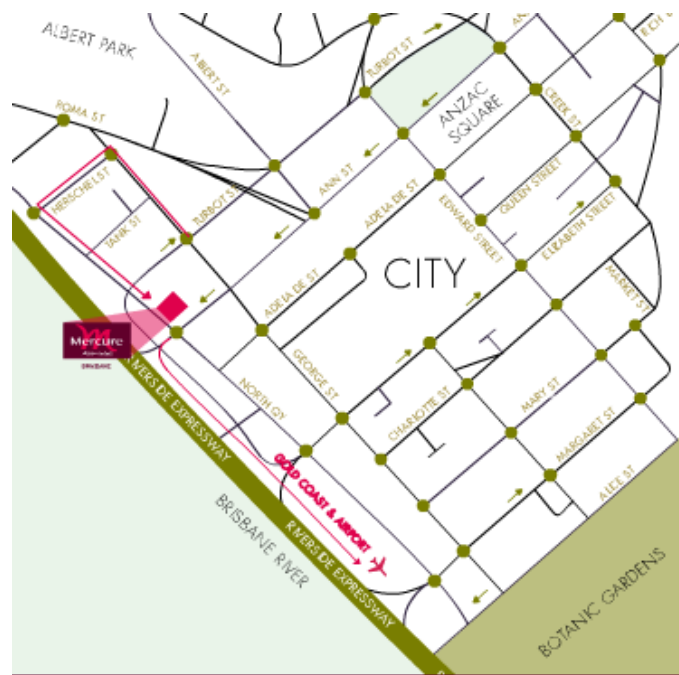 ALBERT PARK
ALBERT ST
TURBOT ST
ANZAC
SQUARE
CREEK ST
ROMA ST
HERSCHEL ST
TANK ST
TURBOT ST
ANN ST
ADELAIDE ST
EDWARD STREET
QUEEN STREET
ELIZABETH STREET
MARKET ST
CITY
ADELAIDE ST
Mercure
BRISBANE
GEORGE ST
NORTH QY
CHARLOTTE ST
MARY ST
MARGARET ST
ALICE ST
RIVERSIDE EXPRESSWAY
GOLD COAST & AIRPORT
BRISBANE RIVER
RIVERSIDE EXPRESSWAY
BOTANIC GARDENS